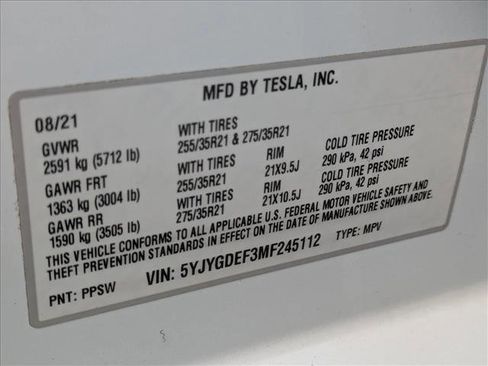 MFD BY TESLA, INC.
08/21
GVWR WITH TIRES
2591 kg (5712 lb) 255/35R21 & 275/35R21
GAWR FRT WITH TIRES RIM COLD TIRE PRESSURE
1363 kg (3004 lb) 255/35R21 21X9.5J 290 kPa, 42 psi
GAWR RR WITH TIRES RIM COLD TIRE PRESSURE
1590 kg (3505 lb) 275/35R21 21X10.5J 290 kPa, 42 psi
THIS VEHICLE CONFORMS TO ALL APPLICABLE U.S. FEDERAL MOTOR VEHICLE SAFETY AND
THEFT PREVENTION STANDARDS IN EFFECT ON THE DATE OF MANUFACTURE SHOWN ABOVE.
PNT: PPSW VIN: 5YJYGDEF3MF245112 TYPE: MPV